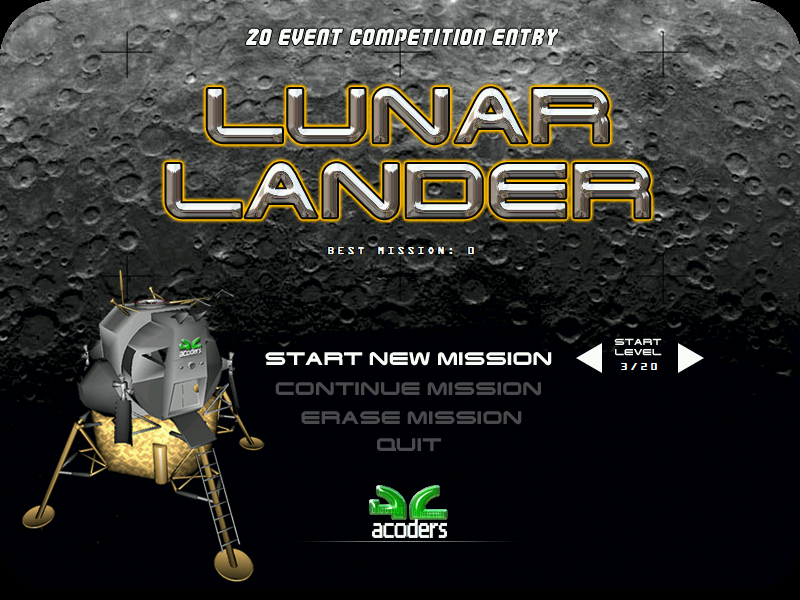 20 EVENT COMPETITION ENTRY
LUNAR
LANDER
BEST MISSION: 0
acoders
START NEW MISSION
START
LEVEL
3/20
CONTINUE MISSION
ERASE MISSION
QUIT
acoders